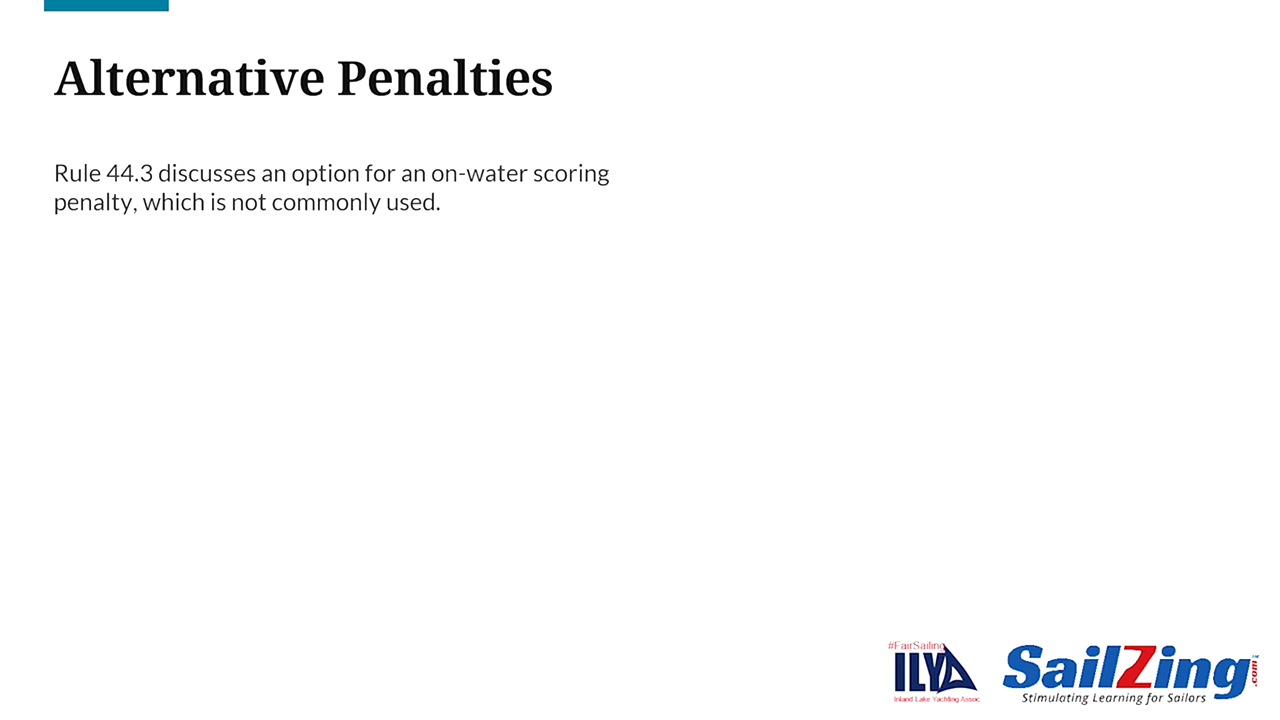 Alternative Penalties
Rule 44.3 discusses an option for an on-water scoring
penalty, which is not commonly used.
#FairSailing
ILYA
Inland Lake Yachting Assoc.
SailZing.com
Stimulating Learning for Sailors